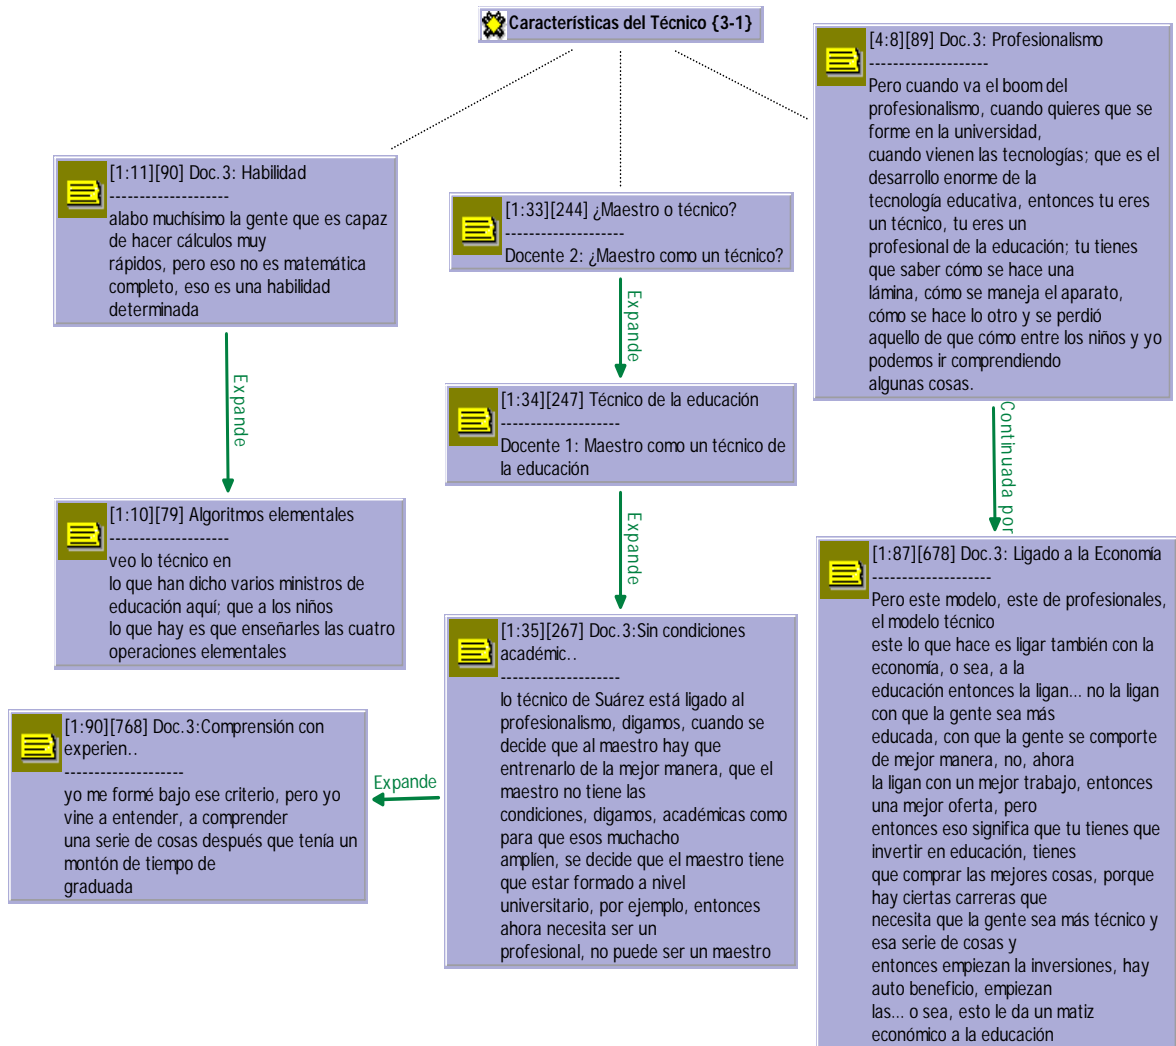 Características del Técnico {3-1}
[4:8][89] Doc.3: Profesionalismo
--------------------
Pero cuando va el boom del
profesionalismo, cuando quieres que se
forme en la universidad,
cuando vienen las tecnologías; que es el
desarrollo enorme de la
tecnología educativa, entonces tu eres
un técnico, tu eres un
profesional de la educación; tu tienes
que saber cómo se hace una
lámina, cómo se maneja el aparato,
cómo se hace lo otro y se perdió
aquello de que cómo entre los niños y yo
podemos ir comprendiendo
algunas cosas.
[1:11][90] Doc.3: Habilidad
--------------------
alabo muchísimo la gente que es capaz
de hacer cálculos muy
rápidos, pero eso no es matemática
completo, eso es una habilidad
determinada
[1:33][244] ¿Maestro o técnico?
--------------------
Docente 2: ¿Maestro como un técnico?
Expande
Expande
[1:34][247] Técnico de la educación
--------------------
Docente 1: Maestro como un técnico de
la educación
Continuada por
Expande
[1:10][79] Algoritmos elementales
--------------------
veo lo técnico en
lo que han dicho varios ministros de
educación aquí; que a los niños
lo que hay es que enseñarles las cuatro
operaciones elementales
[1:35][267] Doc.3:Sin condiciones
académic..
--------------------
lo técnico de Suárez está ligado al
profesionalismo, digamos, cuando se
decide que al maestro hay que
entrenarlo de la mejor manera, que el
maestro no tiene las
condiciones, digamos, académicas como
para que esos muchacho
amplíen, se decide que el maestro tiene
que estar formado a nivel
universitario, por ejemplo, entonces
ahora necesita ser un
profesional, no puede ser un maestro
Expande
[1:90][768] Doc.3:Comprensión con
experien..
--------------------
yo me formé bajo ese criterio, pero yo
vine a entender, a comprender
una serie de cosas después que tenía un
montón de tiempo de
graduada
[1:87][678] Doc.3: Ligado a la Economía
--------------------
Pero este modelo, este de profesionales,
el modelo técnico
este lo que hace es ligar también con la
economía, o sea, a la
educación entonces la ligan... no la ligan
con que la gente sea más
educada, con que la gente se comporte
de mejor manera, no, ahora
la ligan con un mejor trabajo, entonces
una mejor oferta, pero
entonces eso significa que tu tienes que
invertir en educación, tienes
que comprar las mejores cosas, porque
hay ciertas carreras que
necesita que la gente sea más técnico y
esa serie de cosas y
entonces empiezan la inversiones, hay
auto beneficio, empiezan
las... o sea, esto le da un matiz
económico a la educación